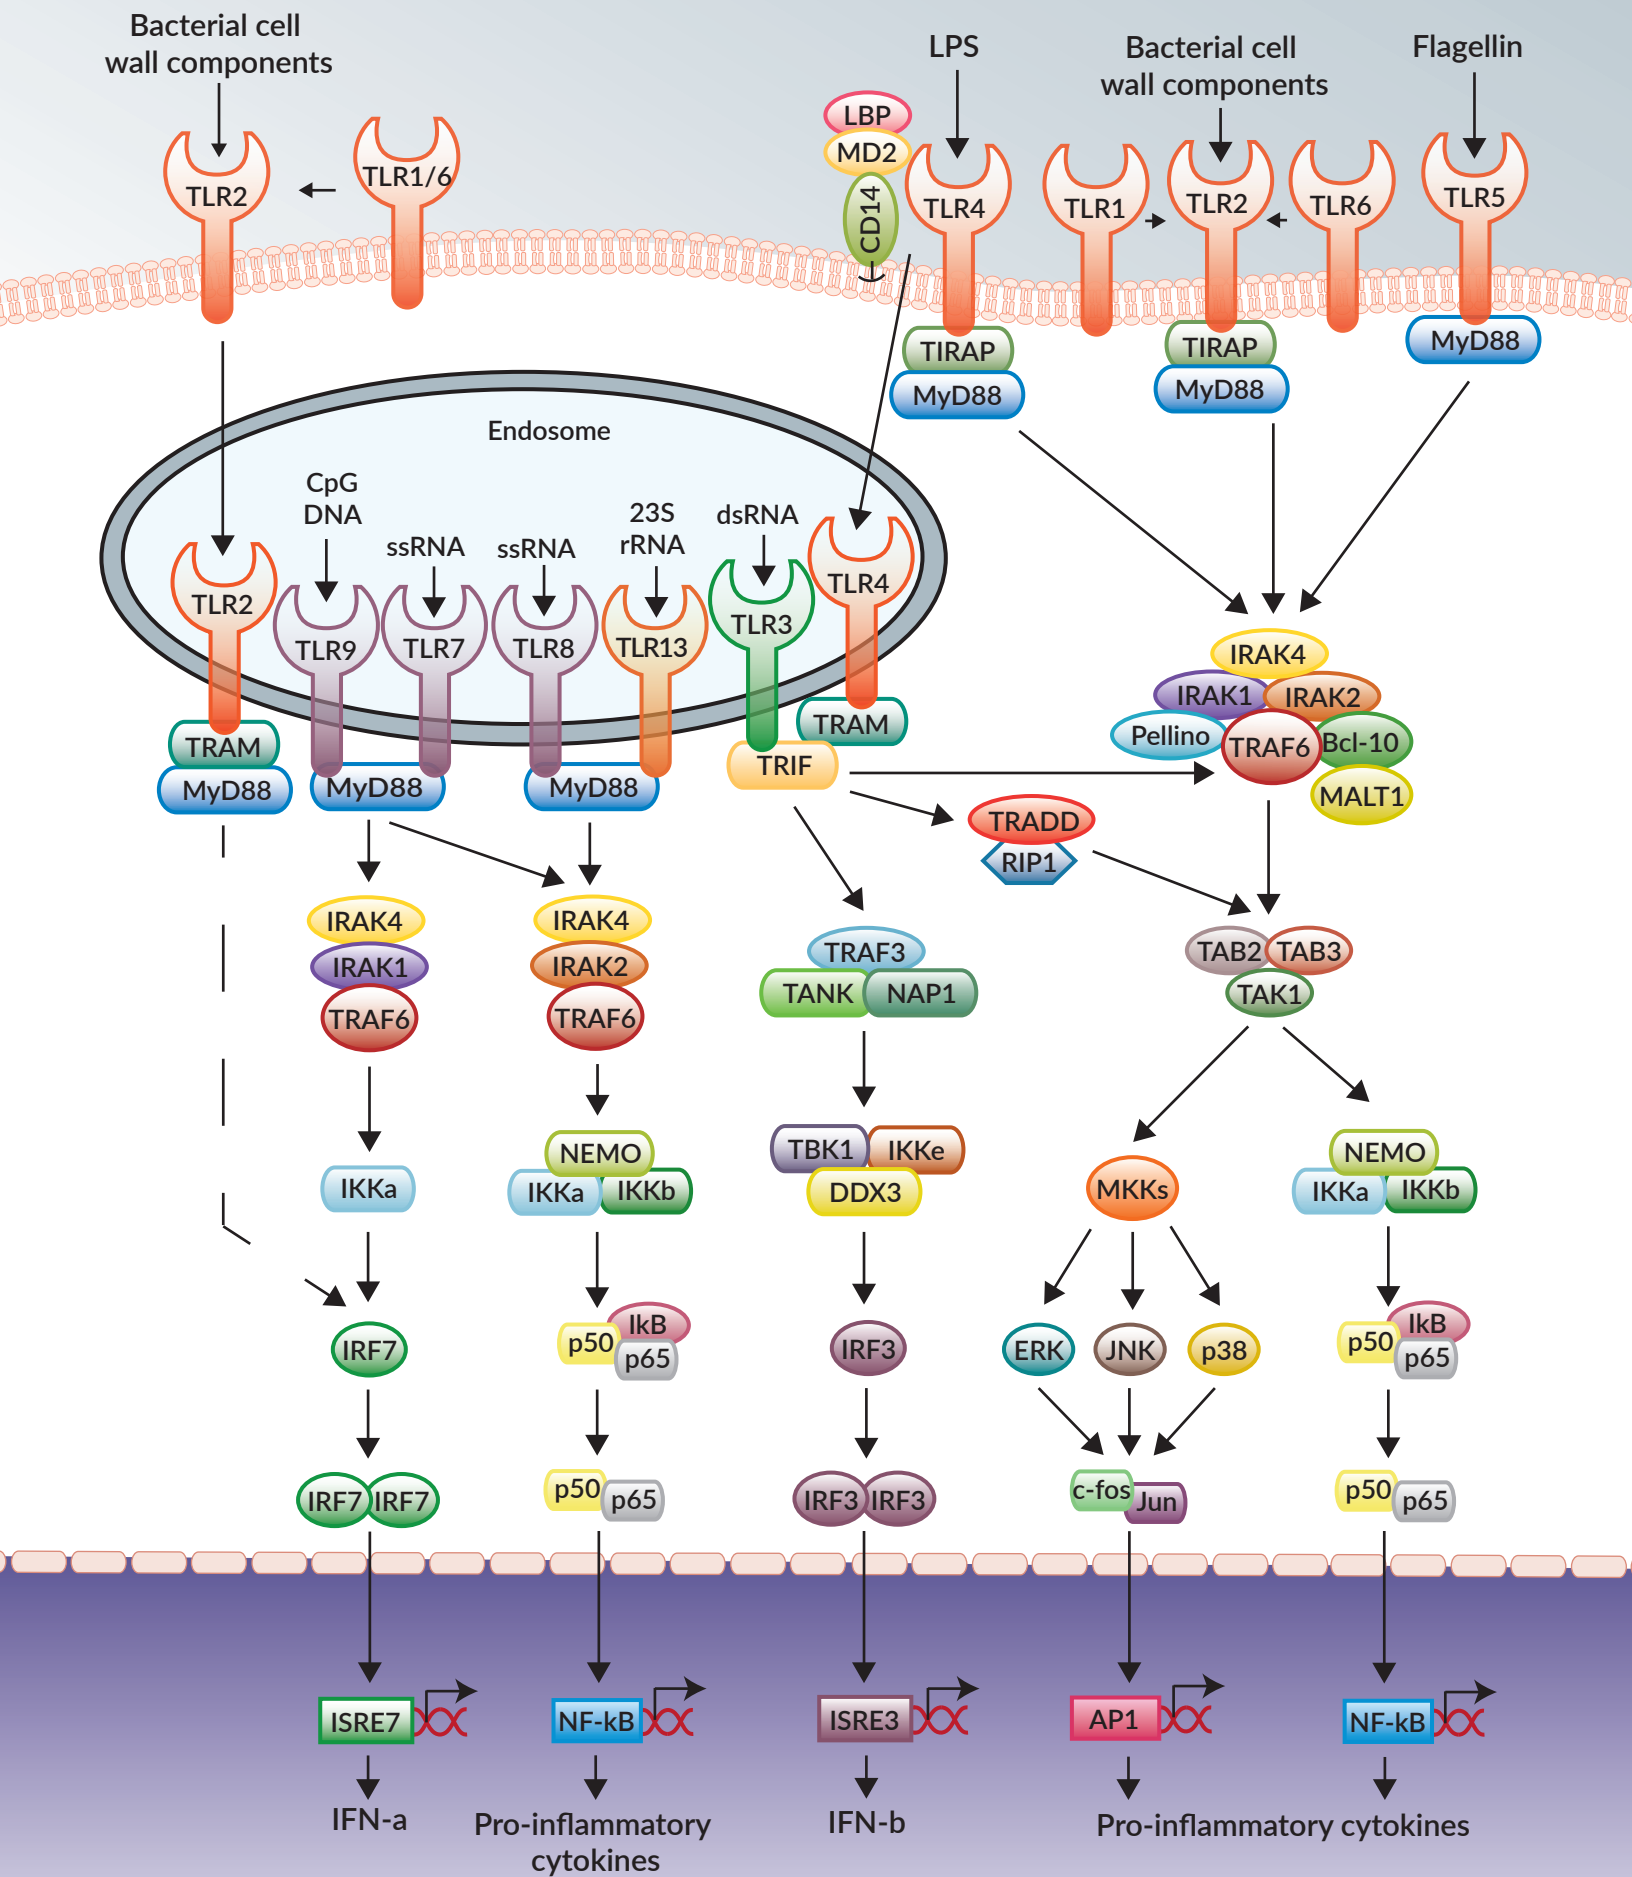 Bacterial cell
wall components
LPS
Bacterial cell
wall components
Flagellin
LBP
MD2
CD14
TLR2
TLR1/6
TLR4
TLR1
TLR2
TLR6
TLR5
TIRAP
MyD88
TIRAP
MyD88
MyD88
Endosome
CpG
DNA
ssRNA
ssRNA
23S
rRNA
dsRNA
TLR2
TLR9
TLR7
TLR8
TLR13
TLR3
TLR4
TRAM
MyD88
MyD88
MyD88
TRIF
TRAM
IRAK4
IRAK1
IRAK2
Pellino
TRAF6
Bcl-10
MALT1
TRADD
RIP1
IRAK4
IRAK1
TRAF6
IRAK4
IRAK2
TRAF6
TRAF3
TANK
NAP1
TAB2
TAB3
TAK1
IKKa
NEMO
IKKa
IKKb
TBK1
IKKe
DDX3
MKKs
NEMO
IKKa
IKKb
IRF7
p50
IkB
p65
IRF3
ERK
JNK
p38
p50
IkB
p65
IRF7
IRF7
p50
p65
IRF3
IRF3
c-fos
Jun
p50
p65
ISRE7
NF-kB
ISRE3
AP1
NF-kB
IFN-a
Pro-inflammatory
cytokines
IFN-b
Pro-inflammatory cytokines